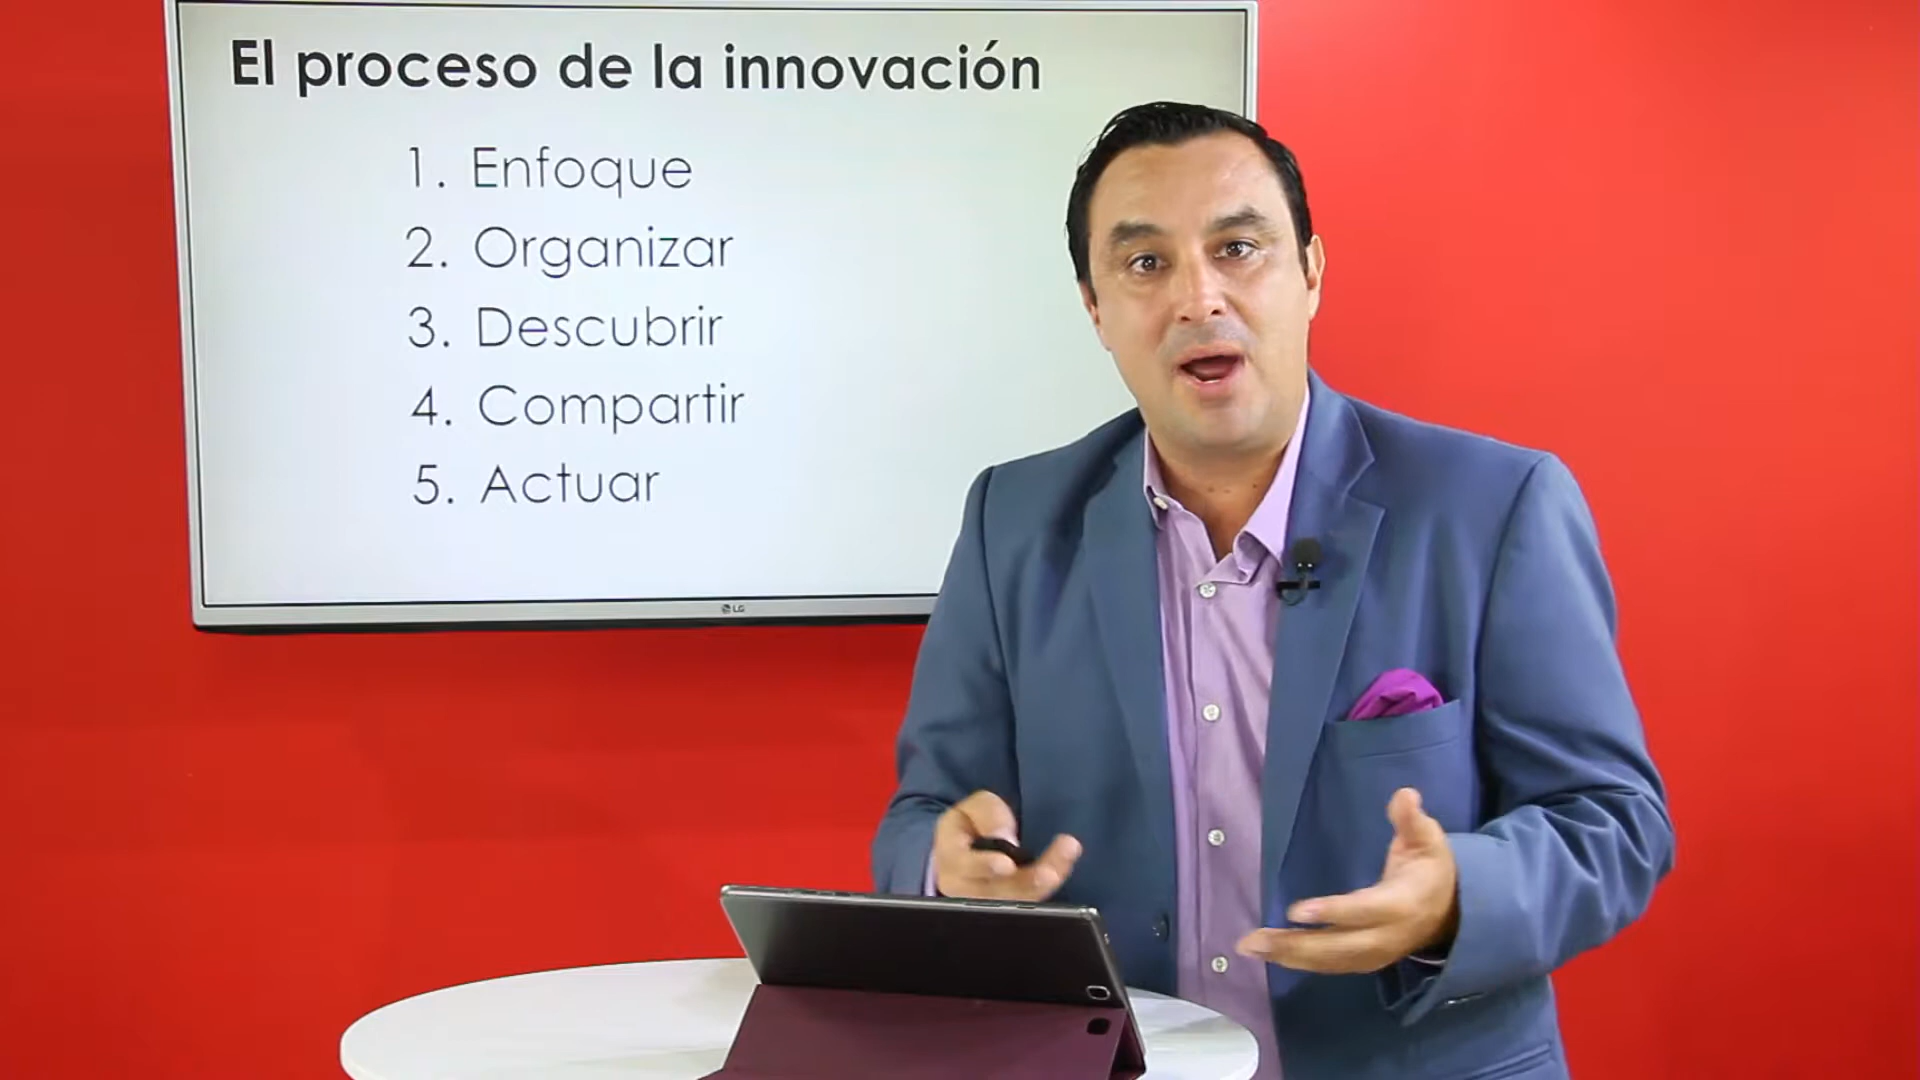 El proceso de la innovación
1. Enfoque
2. Organizar
3. Descubrir
4. Compartir
5. Actuar
LG